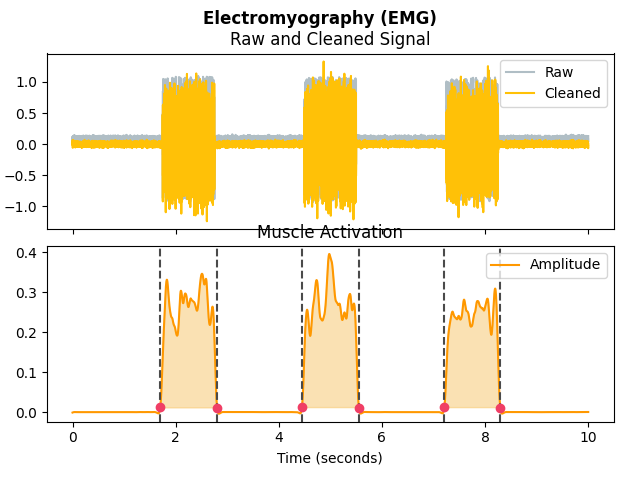 Electromyography (EMG)
Raw and Cleaned Signal
Raw
Cleaned
1.0
0.5
0.0
−0.5
−1.0
Muscle Activation
Amplitude
0.4
0.3
0.2
0.1
0.0
0 2 4 6 8 10
Time (seconds)